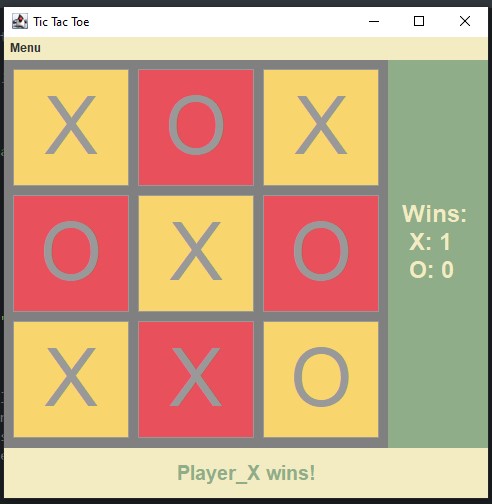 Tic Tac Toe
Menu
X O X
O X O
X X O
Wins:
X: 1
O: 0
Player_X wins!